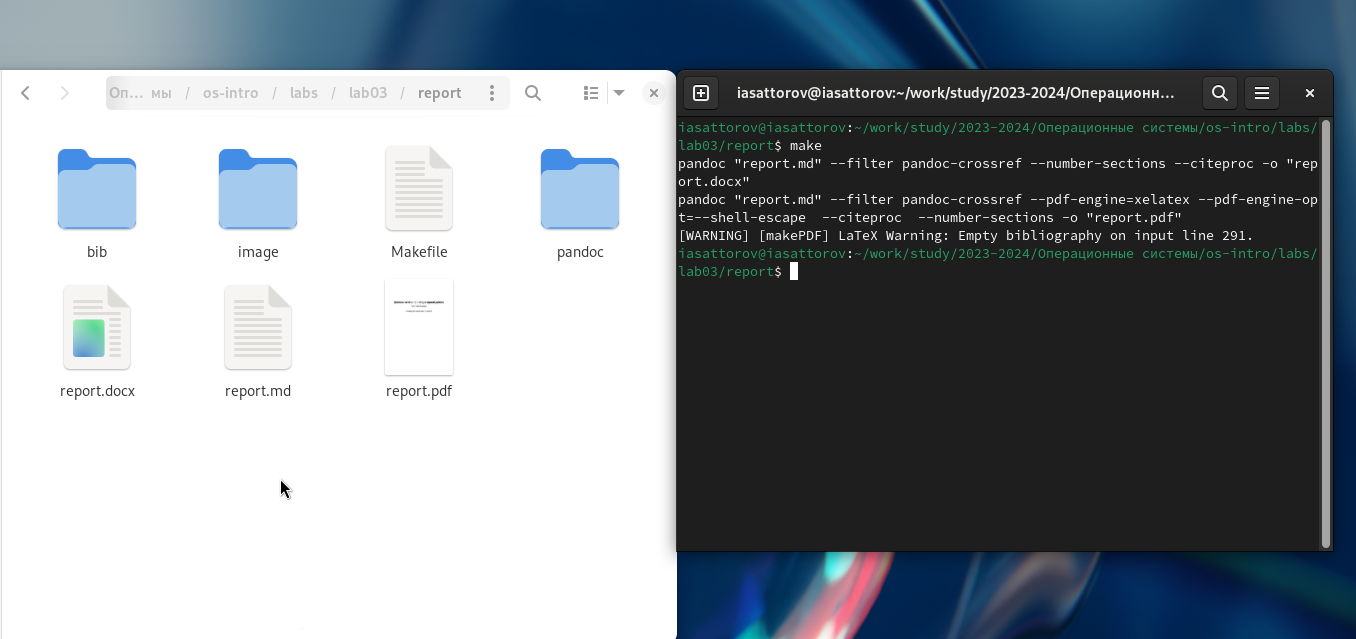 Оп… мы / os-intro / labs / lab03 / report
bib
image
Makefile
pandoc
report.docx
report.md
report.pdf
iasattorov@iasattorov:~/work/study/2023-2024/Операционн…
iasattorov@iasattorov:~/work/study/2023-2024/Операционные системы/os-intro/labs/
lab03/report$ make
pandoc "report.md" --filter pandoc-crossref --number-sections --citeproc -o "rep
ort.docx"
pandoc "report.md" --filter pandoc-crossref --pdf-engine=xelatex --pdf-engine-op
t=--shell-escape  --citeproc  --number-sections -o "report.pdf"
[WARNING] [makePDF] LaTeX Warning: Empty bibliography on input line 291.
iasattorov@iasattorov:~/work/study/2023-2024/Операционные системы/os-intro/labs/
lab03/report$